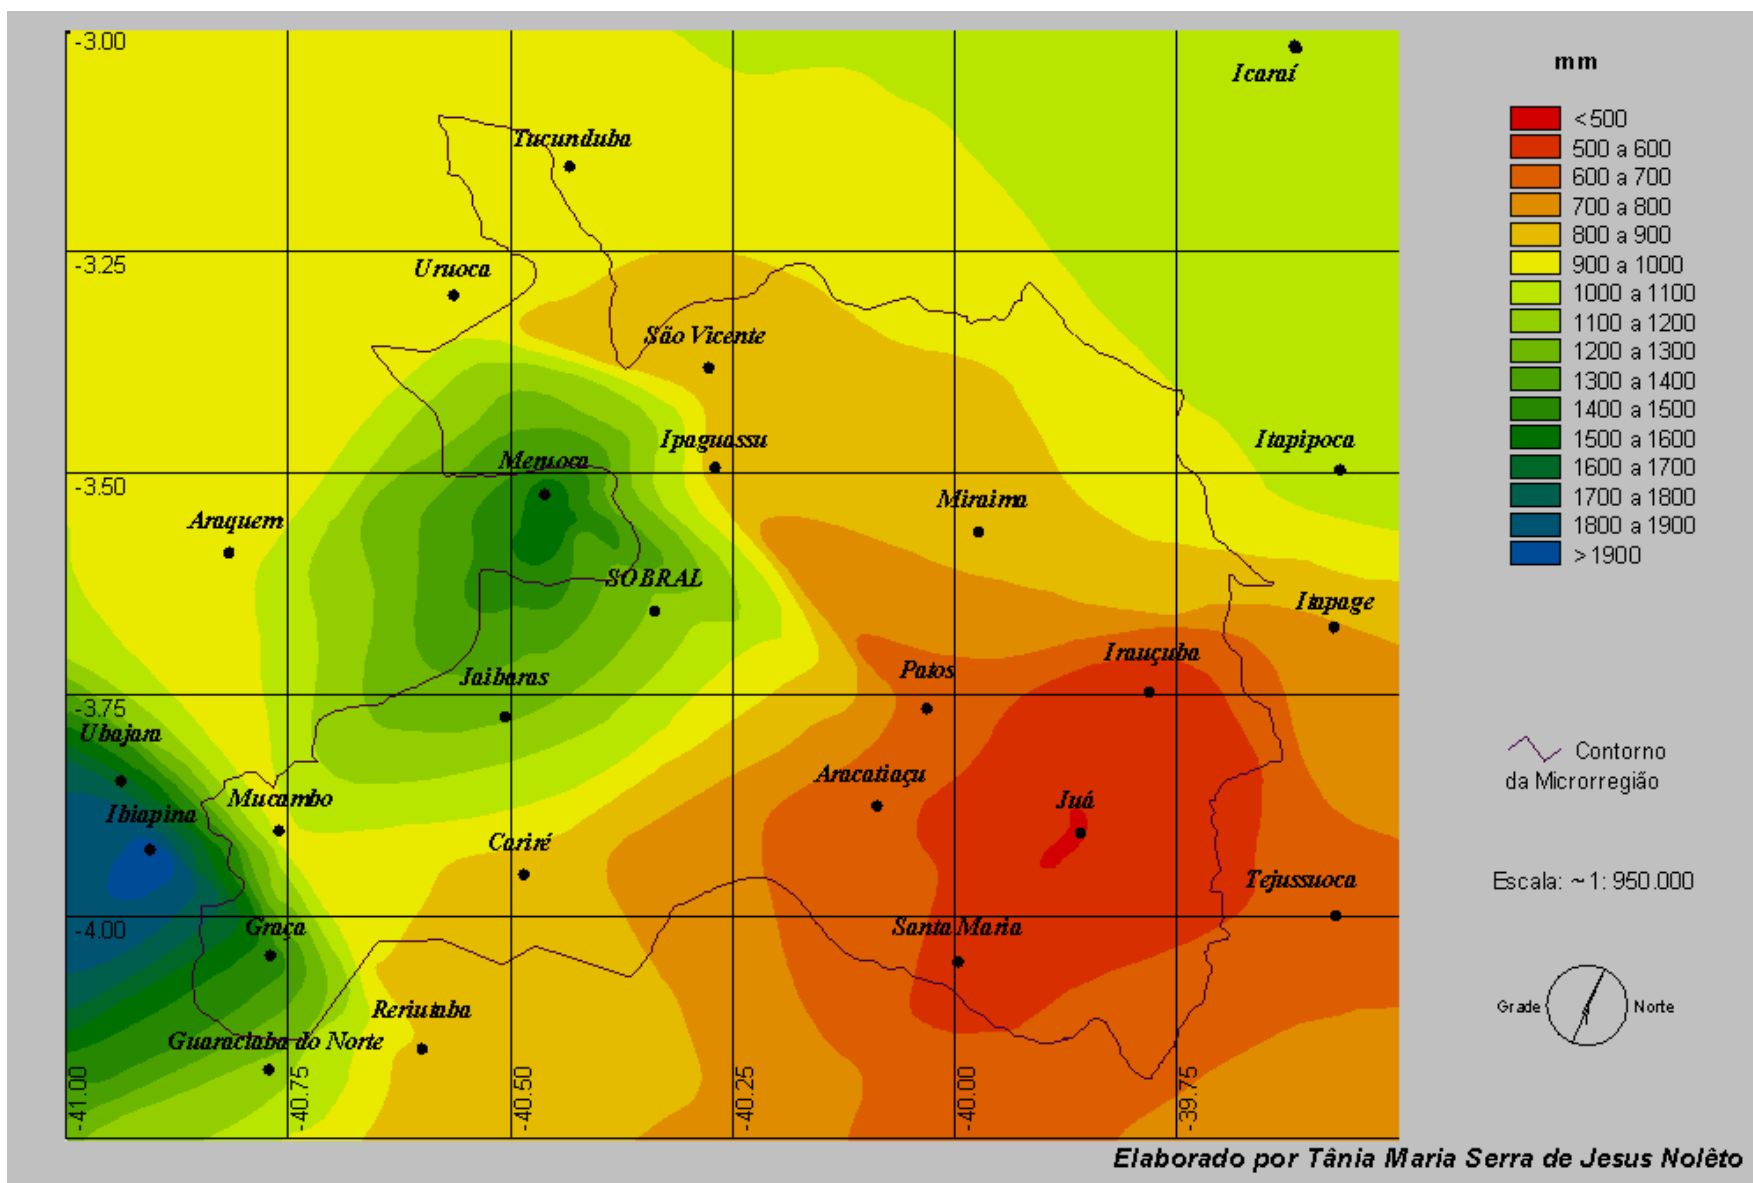 -3.00
Icaraí
mm
<500
Tucunduba
500 a 600
600 a 700
700 a 800
800 a 900
-3.25
Uruoca
900 a 1000
1000 a 1100
1100 a 1200
São Vicente
1200 a 1300
1300 a 1400
1400 a 1500
Ipaguassu
Itapipoca
1500 a 1600
Meruoca
1600 a 1700
-3.50
Miraima
1700 a 1800
Araquem
1800 a 1900
>1900
SOBRAL
Itapage
Irauçuba
Patos
Jaibaras
-3.75
Ubajara
Contorno
da Microrregião
Aracatiaçu
Mucambo
Juá
Ibiapina
Cariré
Tejussuoca
Escala: ~1: 950.000
-4.00
Graça
Santa Maria
Reriutaba
Grade
Norte
Guaraciaba do Norte
-41.00
-40.75
-40.50
-40.25
-40.00
-39.75
Elaborado por Tânia Maria Serra de Jesus Nolêto